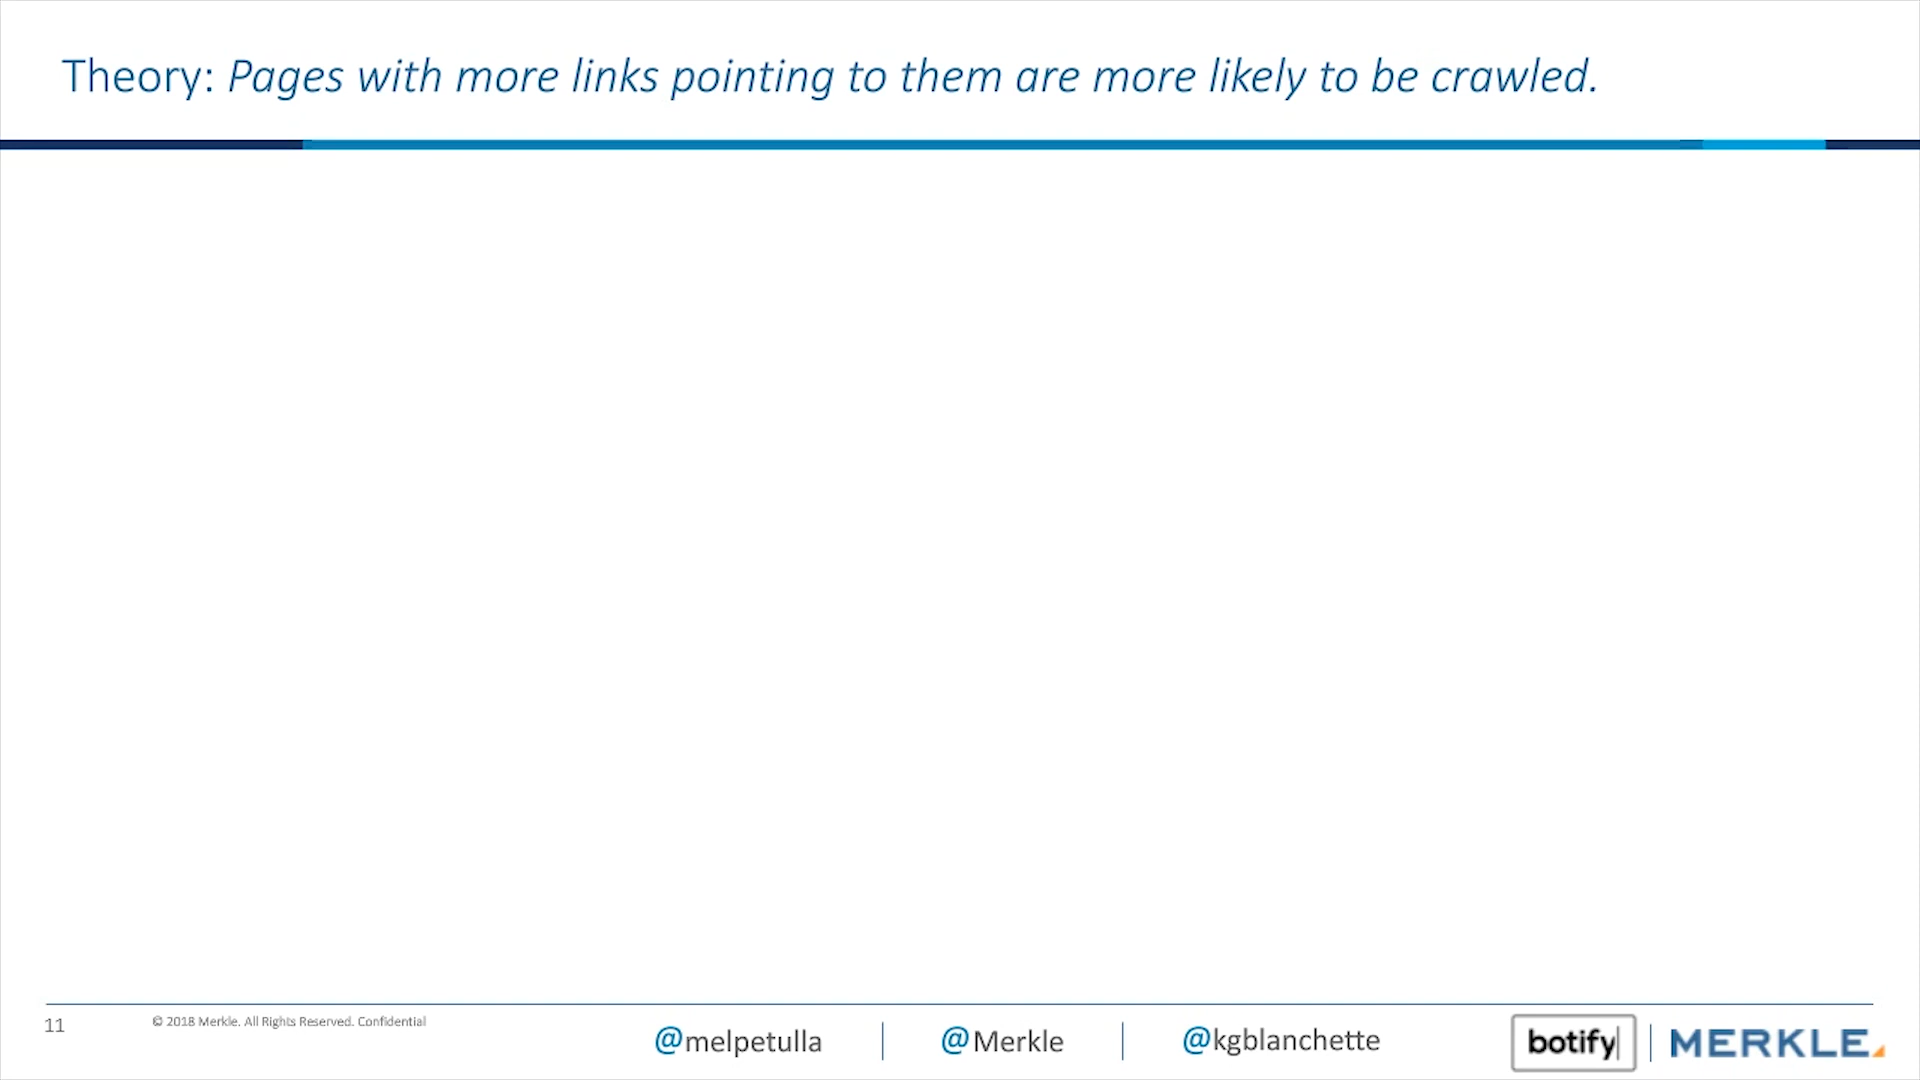 Theory: Pages with more links pointing to them are more likely to be crawled.
11
© 2018 Merkle. All Rights Reserved. Confidential
@melpetulla
@Merkle
@kgblanchette
botify
MERKLE